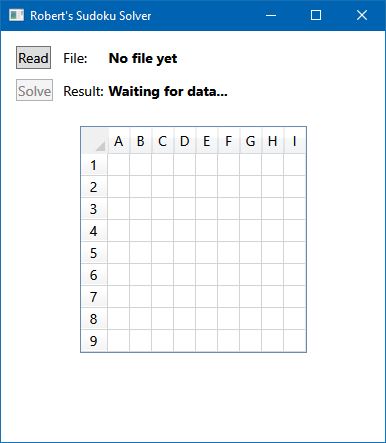 Robert's Sudoku Solver
Read File: No file yet
Solve Result: Waiting for data...
A B C D E F G H I
1
2
3
4
5
6
7
8
9